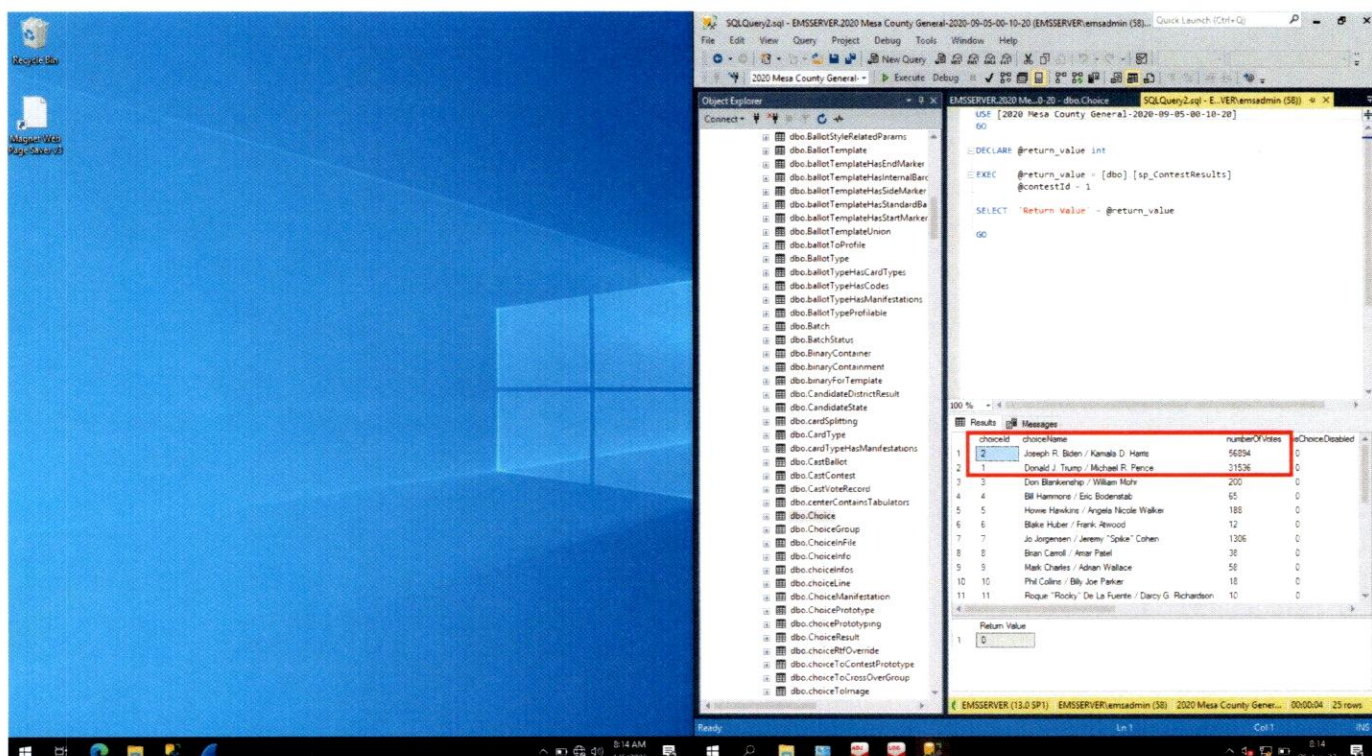 Recycle Bin
Magnet Web
Page Saver V3
SQLQuery2.sql - EMSSERVER.2020 Mesa County General-2020-09-05-00-10-20 (EMSSERVER\emsadmin (58)...
Quick Launch (Ctrl+Q)
File Edit View Query Project Debug Tools Window Help
New Query
2020 Mesa County General-
Execute Debug
Object Explorer
Connect
dbo.BallotStyleRelatedParams
dbo.BallotTemplate
dbo.ballotTemplateHasEndMarker
dbo.ballotTemplateHasInternalBarc
dbo.ballotTemplateHasSideMarker
dbo.ballotTemplateHasStandardBa
dbo.ballotTemplateHasStartMarker
dbo.BallotTemplateUnion
dbo.ballotToProfile
dbo.BallotType
dbo.ballotTypeHasCardTypes
dbo.ballotTypeHasCodes
dbo.ballotTypeHasManifestations
dbo.BallotTypeProfilable
dbo.Batch
dbo.BatchStatus
dbo.BinaryContainer
dbo.binaryContainment
dbo.binaryForTemplate
dbo.CandidateDistrictResult
dbo.CandidateState
dbo.cardSplitting
dbo.CardType
dbo.cardTypeHasManifestations
dbo.CastBallot
dbo.CastContest
dbo.CastVoteRecord
dbo.centerContainsTabulators
dbo.Choice
dbo.ChoiceGroup
dbo.ChoiceInFile
dbo.ChoiceInfo
dbo.choiceInfos
dbo.choiceLine
dbo.ChoiceManifestation
dbo.ChoicePrototype
dbo.choicePrototyping
dbo.ChoiceResult
dbo.choiceRtfOverride
dbo.choiceToContestPrototype
dbo.choiceToCrossOverGroup
dbo.choiceToImage
EMSSERVER.2020 Me...0-20 - dbo.Choice
SQLQuery2.sql - E...VER\emsadmin (58))
USE [2020 Mesa County General-2020-09-05-00-10-20]
GO
DECLARE @return_value int
EXEC @return_value = [dbo].[sp_ContestResults]
@contestId = 1
SELECT 'Return Value' = @return_value
GO
100 %
Results Messages
choiceId choiceName numberOfVotes isChoiceDisabled
1 2 Joseph R. Biden / Kamala D. Harris 56894 0
2 1 Donald J. Trump / Michael R. Pence 31536 0
3 3 Don Blankenship / William Mohr 200 0
4 4 Bill Hammons / Eric Bodenstab 65 0
5 5 Howie Hawkins / Angela Nicole Walker 188 0
6 6 Blake Huber / Frank Atwood 12 0
7 7 Jo Jorgensen / Jeremy "Spike" Cohen 1306 0
8 8 Brian Carroll / Amar Patel 38 0
9 9 Mark Charles / Adrian Wallace 58 0
10 10 Phil Collins / Billy Joe Parker 18 0
11 11 Roque "Rocky" De La Fuente / Darcy G. Richardson 10 0
Return Value
1 0
EMSSERVER (13.0 SP1) EMSSERVER\emsadmin (58) 2020 Mesa County Gener... 00:00:04 25 rows
Ready Ln 1 Col 1 INS
8:14 AM
8:14